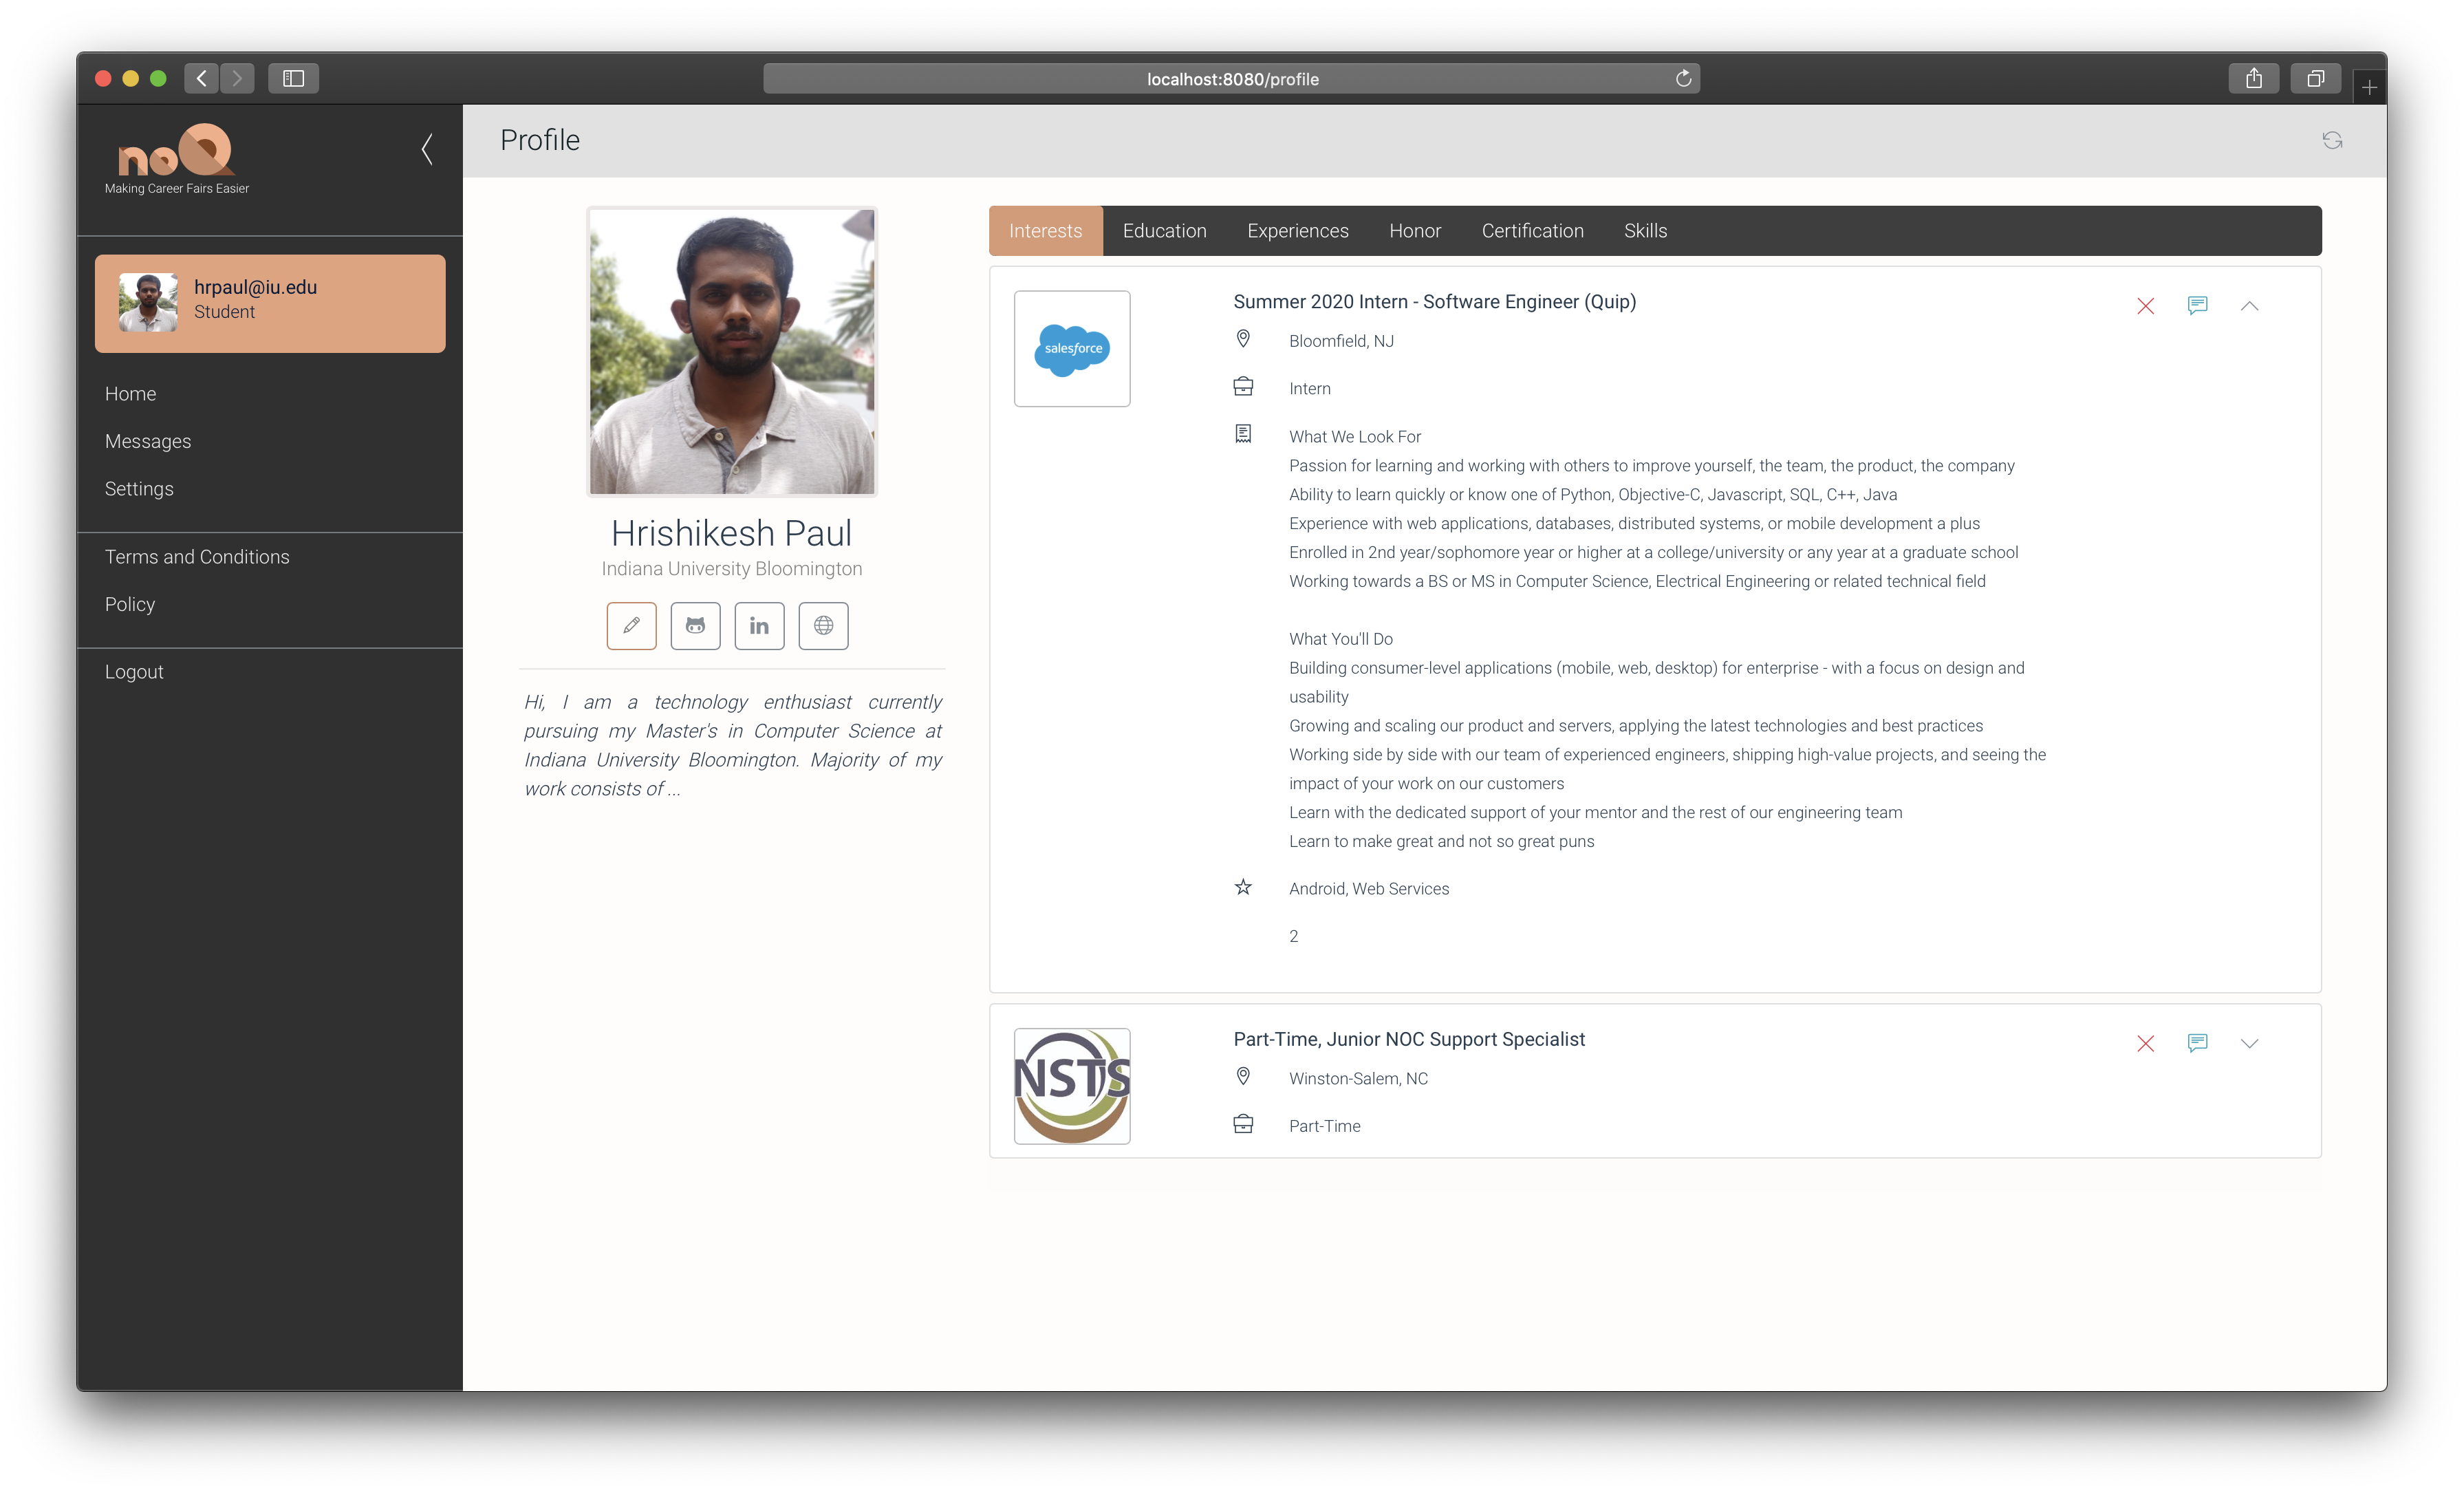 localhost:8080/profile
noQ
Making Career Fairs Easier
hrpaul@iu.edu
Student
Home
Messages
Settings
Terms and Conditions
Policy
Logout
Profile
Hrishikesh Paul
Indiana University Bloomington
in
Hi, I am a technology enthusiast currently
pursuing my Master's in Computer Science at
Indiana University Bloomington. Majority of my
work consists of ...
Interests Education Experiences Honor Certification Skills
salesforce
Summer 2020 Intern - Software Engineer (Quip)
Bloomfield, NJ
Intern
What We Look For
Passion for learning and working with others to improve yourself, the team, the product, the company
Ability to learn quickly or know one of Python, Objective-C, Javascript, SQL, C++, Java
Experience with web applications, databases, distributed systems, or mobile development a plus
Enrolled in 2nd year/sophomore year or higher at a college/university or any year at a graduate school
Working towards a BS or MS in Computer Science, Electrical Engineering or related technical field
What You'll Do
Building consumer-level applications (mobile, web, desktop) for enterprise - with a focus on design and
usability
Growing and scaling our product and servers, applying the latest technologies and best practices
Working side by side with our team of experienced engineers, shipping high-value projects, and seeing the
impact of your work on our customers
Learn with the dedicated support of your mentor and the rest of our engineering team
Learn to make great and not so great puns
Android, Web Services
2
NSTS
Part-Time, Junior NOC Support Specialist
Winston-Salem, NC
Part-Time